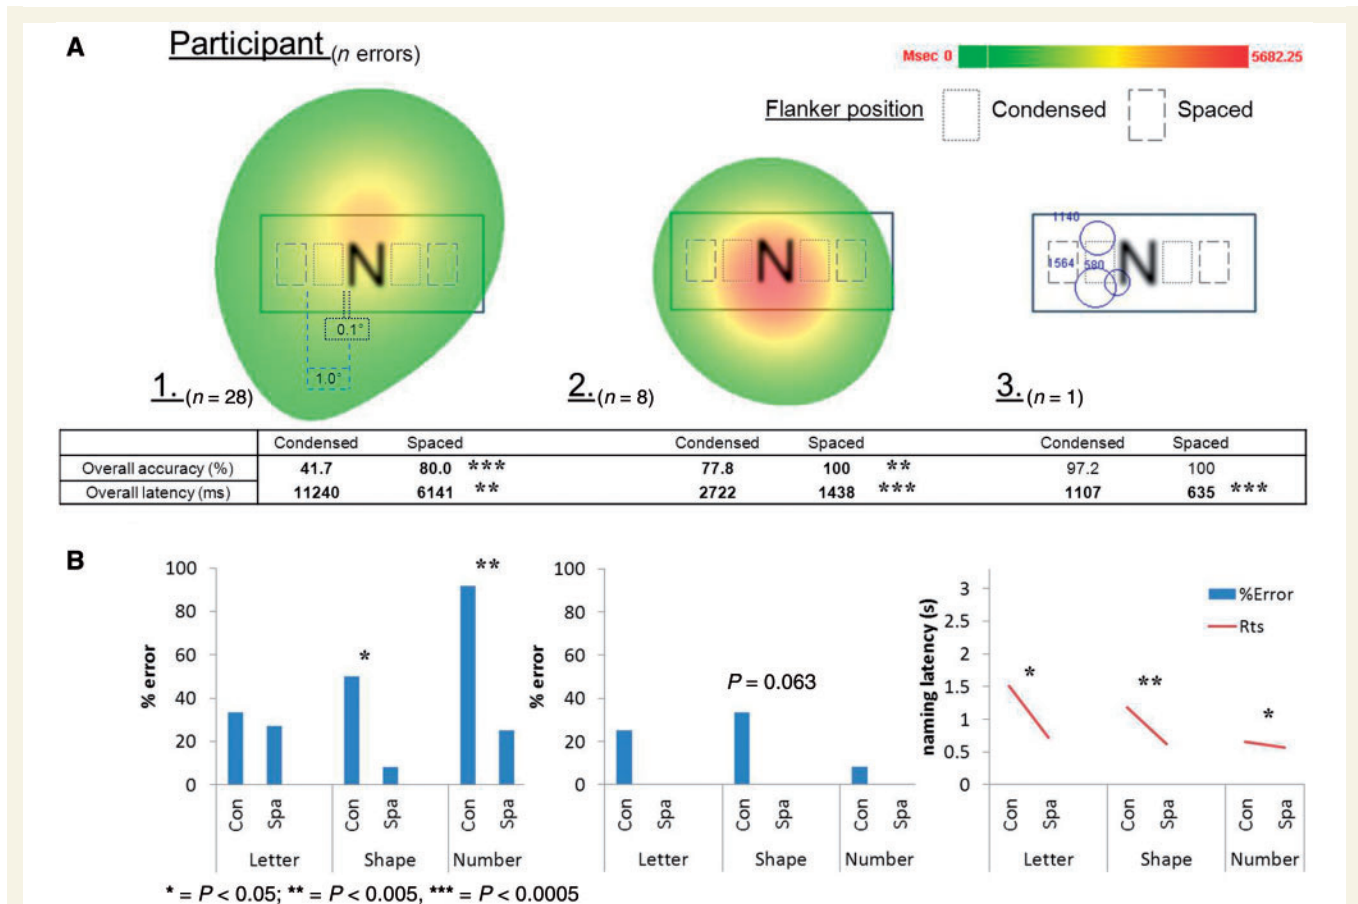 A
Participant (n errors)
Msec 0 5682.25
Flanker position Condensed Spaced
N
0.1°
1.0°
1. (n = 28)
N
2. (n = 8)
1140
1564 580
N
3. (n = 1)
Condensed Spaced Condensed Spaced Condensed Spaced
Overall accuracy (%) 41.7 80.0 *** 77.8 100 ** 97.2 100
Overall latency (ms) 11240 6141 ** 2722 1438 *** 1107 635 ***
B
% error
100
80
60
40
20
0
* **
Con Spa Con Spa Con Spa
Letter Shape Number
% error
100
80
60
40
20
0
P = 0.063
Con Spa Con Spa Con Spa
Letter Shape Number
naming latency (s)
3
2.5
2
1.5
1
0.5
0
%Error
Rts
* ** *
Con Spa Con Spa Con Spa
Letter Shape Number
* = P < 0.05; ** = P < 0.005, *** = P < 0.0005